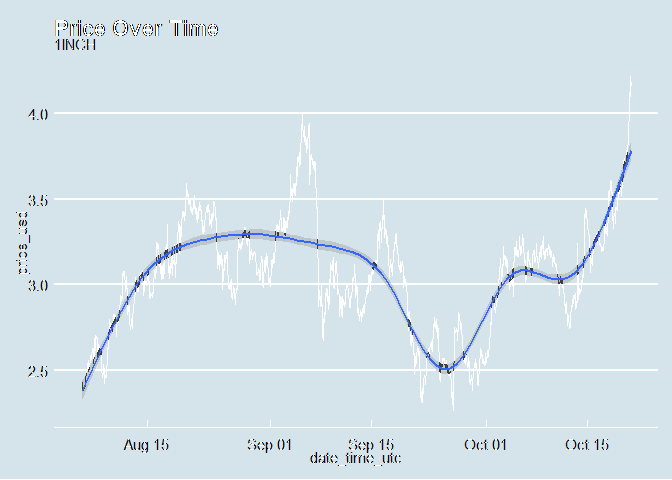 Price Over Time
1INCH
4.0
3.5
3.0
2.5
price_usd
Aug 15 Sep 01 Sep 15 Oct 01 Oct 15
date_time_utc